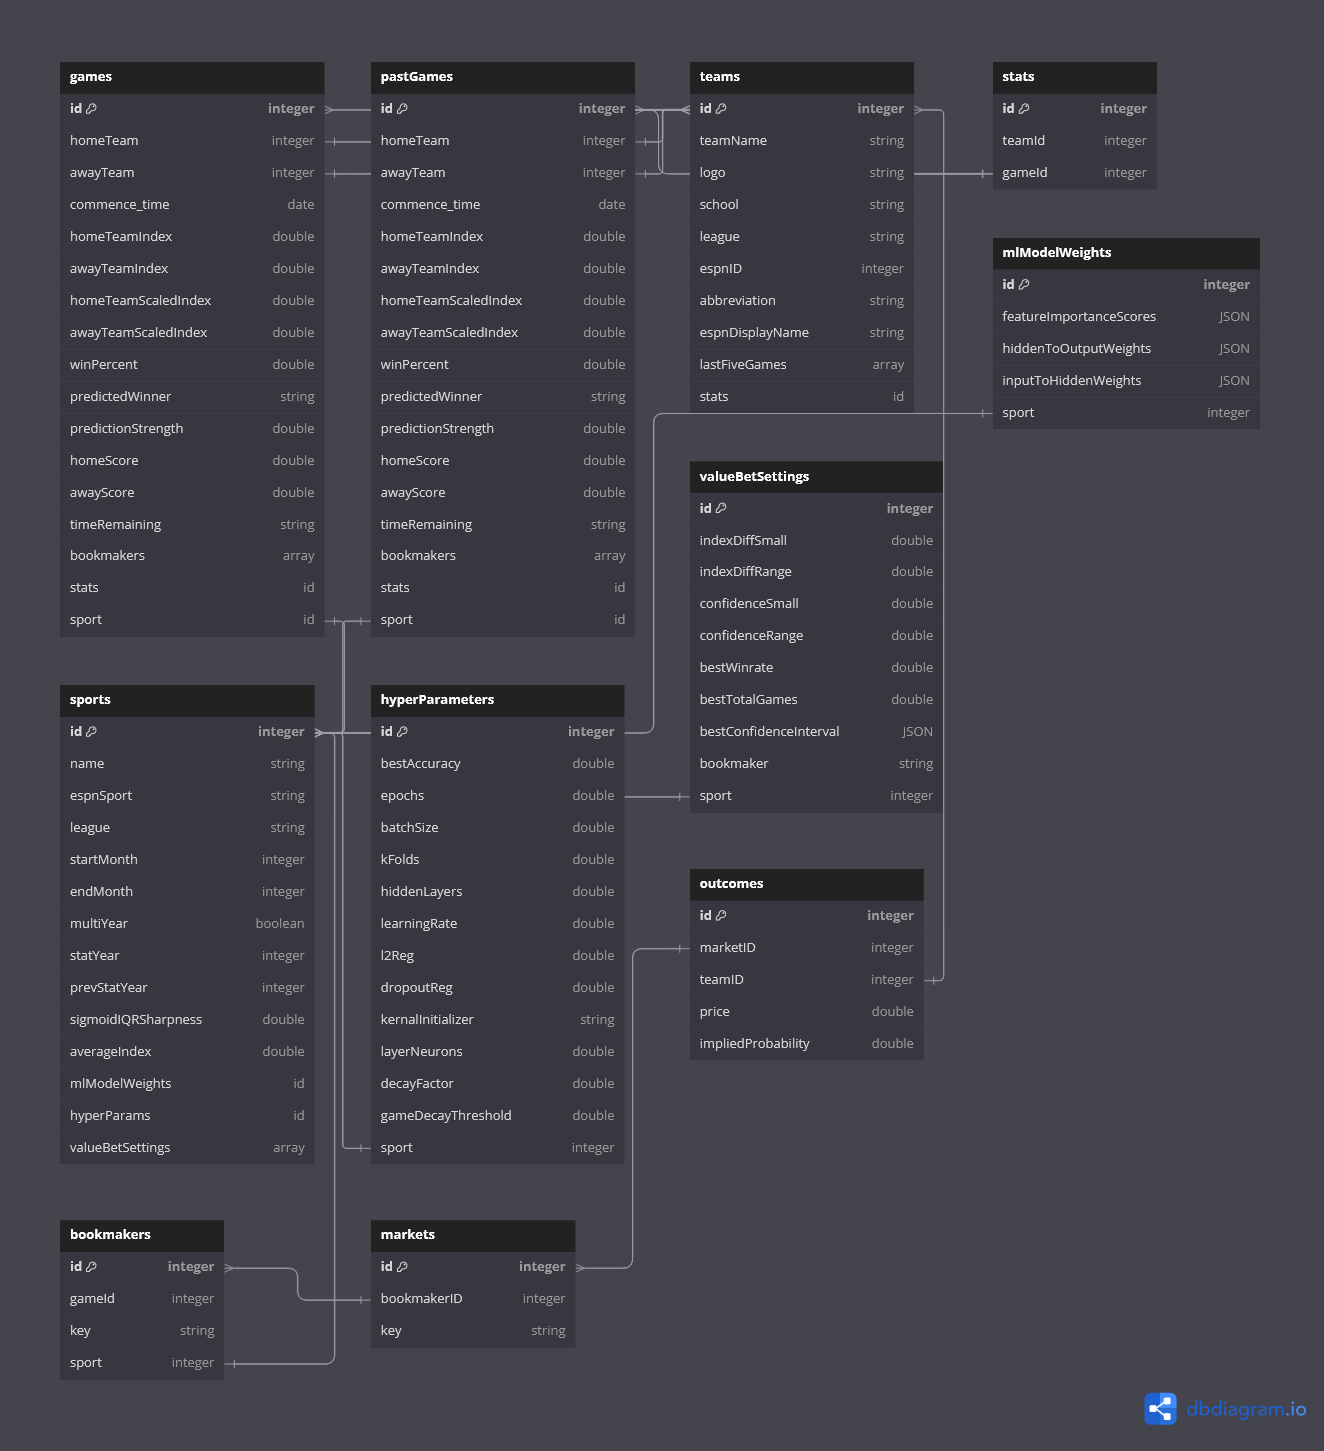 games
id integer
homeTeam integer
awayTeam integer
commence_time date
homeTeamIndex double
awayTeamIndex double
homeTeamScaledIndex double
awayTeamScaledIndex double
winPercent double
predictedWinner string
predictionStrength double
homeScore double
awayScore double
timeRemaining string
bookmakers array
stats id
sport id
pastGames
id integer
homeTeam integer
awayTeam integer
commence_time date
homeTeamIndex double
awayTeamIndex double
homeTeamScaledIndex double
awayTeamScaledIndex double
winPercent double
predictedWinner string
predictionStrength double
homeScore double
awayScore double
timeRemaining string
bookmakers array
stats id
sport id
teams
id integer
teamName string
logo string
school string
league string
espnID integer
abbreviation string
espnDisplayName string
lastFiveGames array
stats id
stats
id integer
teamId integer
gameId integer
mlModelWeights
id integer
featureImportanceScores JSON
hiddenToOutputWeights JSON
inputToHiddenWeights JSON
sport integer
valueBetSettings
id integer
indexDiffSmall double
indexDiffRange double
confidenceSmall double
confidenceRange double
bestWinrate double
bestTotalGames double
bestConfidenceInterval JSON
bookmaker string
sport integer
sports
id integer
name string
espnSport string
league string
startMonth integer
endMonth integer
multiYear boolean
statYear integer
prevStatYear integer
sigmoidIQRSharpness double
averageIndex double
mlModelWeights id
hyperParams id
valueBetSettings array
hyperParameters
id integer
bestAccuracy double
epochs double
batchSize double
kFolds double
hiddenLayers double
learningRate double
l2Reg double
dropoutReg double
kernalInitializer string
layerNeurons double
decayFactor double
gameDecayThreshold double
sport integer
outcomes
id integer
marketID integer
teamID integer
price double
impliedProbability double
bookmakers
id integer
gameId integer
key string
sport integer
markets
id integer
bookmakerID integer
key string
dbdiagram.io